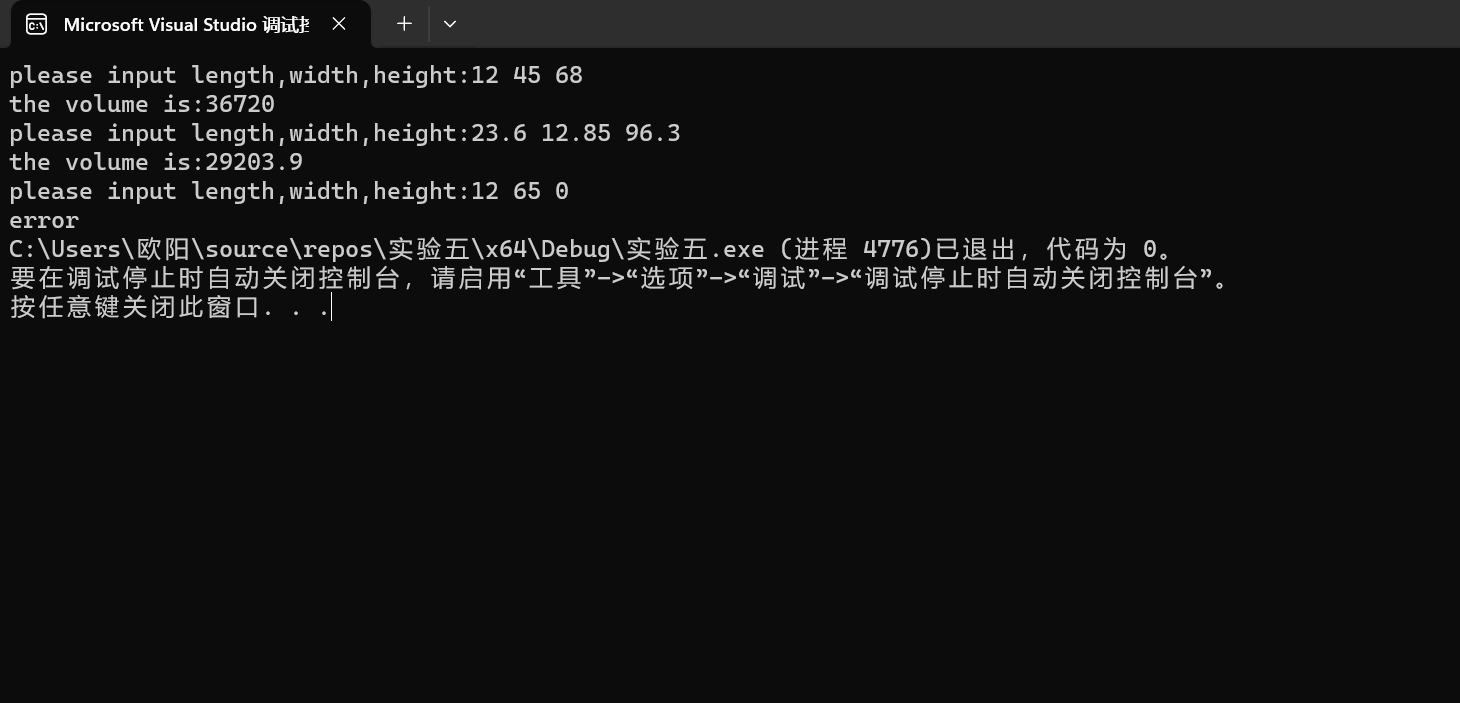 Microsoft Visual Studio 调试
please input length,width,height:12 45 68
the volume is:36720
please input length,width,height:23.6 12.85 96.3
the volume is:29203.9
please input length,width,height:12 65 0
error
C:\Users\欧阳\source\repos\实验五\x64\Debug\实验五.exe (进程 4776)已退出，代码为 0。
要在调试停止时自动关闭控制台，请启用“工具”->“选项”->“调试”->“调试停止时自动关闭控制台”。
按任意键关闭此窗口. . .